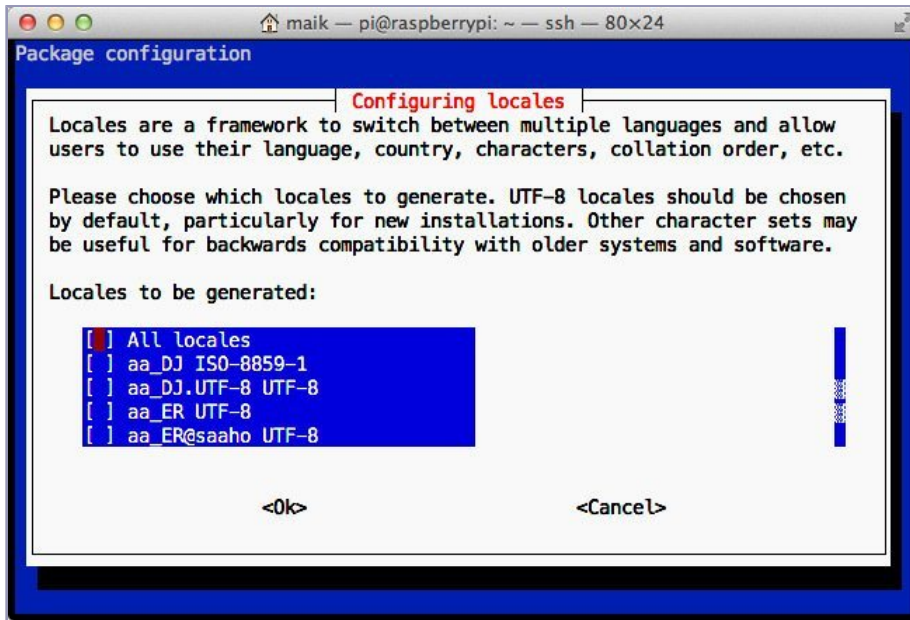 maik — pi@raspberrypi: ~ — ssh — 80×24
Package configuration
Configuring locales
Locales are a framework to switch between multiple languages and allow
users to use their language, country, characters, collation order, etc.
Please choose which locales to generate. UTF-8 locales should be chosen
by default, particularly for new installations. Other character sets may
be useful for backwards compatibility with older systems and software.
Locales to be generated:
[ ] All locales
[ ] aa_DJ ISO-8859-1
[ ] aa_DJ.UTF-8 UTF-8
[ ] aa_ER UTF-8
[ ] aa_ER@saaho UTF-8
<Ok> <Cancel>